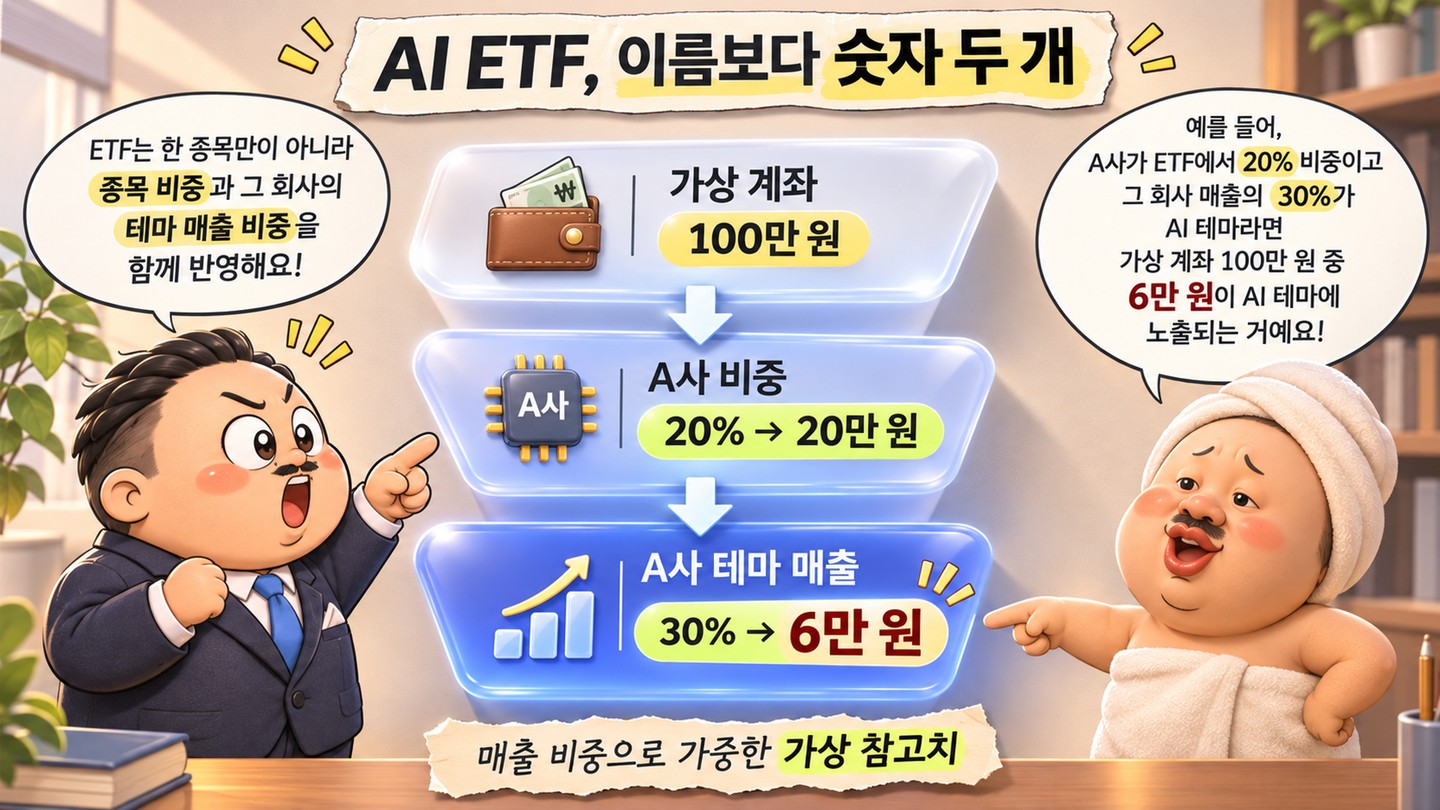 AI ETF, 이름보다 숫자 두 개
ETF는 한 종목만이 아니라
종목 비중과 그 회사의
테마 매출 비중을
함께 반영해요!
예를 들어,
A사가 ETF에서 20% 비중이고
그 회사 매출의 30%가
AI 테마라면
가상 계좌 100만 원 중
6만 원이 AI 테마에
노출되는 거예요!
₩
가상 계좌
100만 원
A사
A사 비중
20% → 20만 원
A사 테마 매출
30% → 6만 원
매출 비중으로 가중한 가상 참고치